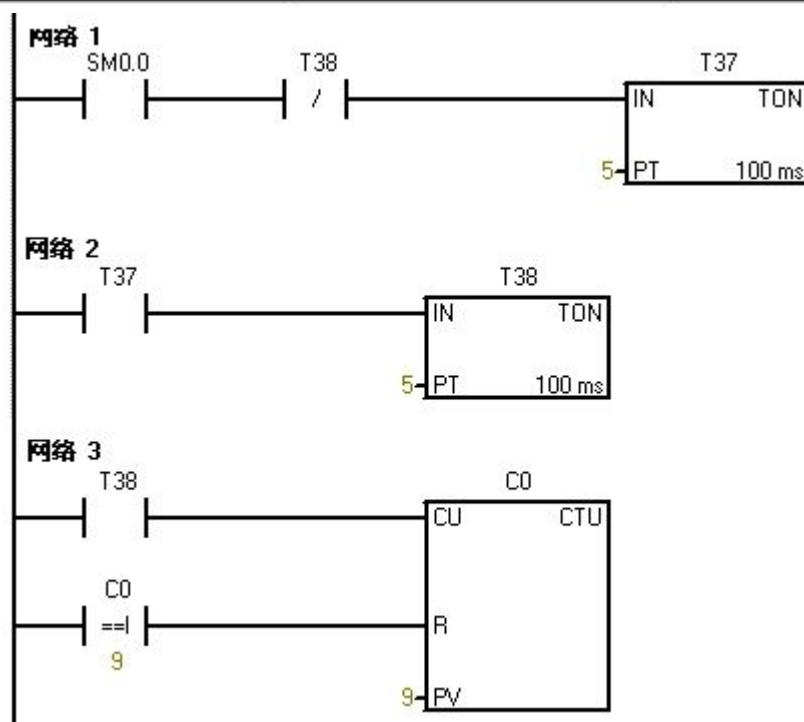 网络 1
SM0.0 T38 T37
/ IN TON
5 PT 100 ms
网络 2
T37 T38
IN TON
5 PT 100 ms
网络 3
T38 C0
CU CTU
C0
==I R
9
9 PV